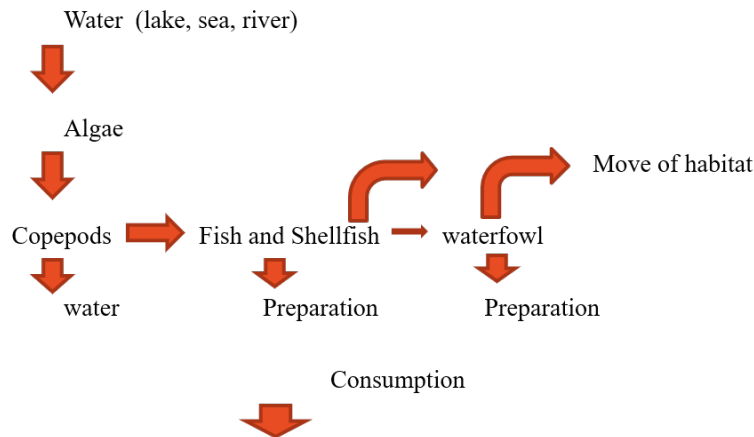 Water (lake, sea, river)
Algae
Move of habitat
Copepods
Fish and Shellfish
waterfowl
water
Preparation
Preparation
Consumption